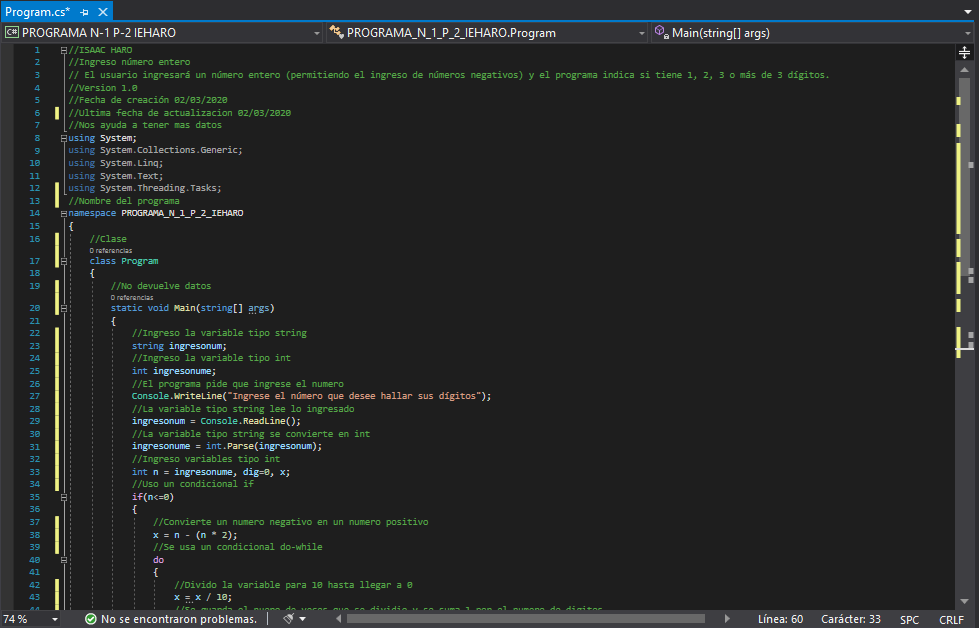 Program.cs*
C# PROGRAMA N-1 P-2 IEHARO PROGRAMA_N_1_P_2_IEHARO.Program Main(string[] args)
1 //ISAAC HARO
2 //Ingreso número entero
3 // El usuario ingresará un número entero (permitiendo el ingreso de números negativos) y el programa indica si tiene 1, 2, 3 o más de 3 dígitos.
4 //Version 1.0
5 //Fecha de creación 02/03/2020
6 //Ultima fecha de actualizacion 02/03/2020
7 //Nos ayuda a tener mas datos
8 using System;
9 using System.Collections.Generic;
10 using System.Linq;
11 using System.Text;
12 using System.Threading.Tasks;
13 //Nombre del programa
14 namespace PROGRAMA_N_1_P_2_IEHARO
15 {
16 //Clase
0 referencias
17 class Program
18 {
19 //No devuelve datos
0 referencias
20 static void Main(string[] args)
21 {
22 //Ingreso la variable tipo string
23 string ingresonum;
24 //Ingreso la variable tipo int
25 int ingresonume;
26 //El programa pide que ingrese el numero
27 Console.WriteLine("Ingrese el número que desee hallar sus dígitos");
28 //La variable tipo string lee lo ingresado
29 ingresonum = Console.ReadLine();
30 //La variable tipo string se convierte en int
31 ingresonume = int.Parse(ingresonum);
32 //Ingreso variables tipo int
33 int n = ingresonume, dig=0, x;
34 //Uso un condicional if
35 if(n<=0)
36 {
37 //Convierte un numero negativo en un numero positivo
38 x = n - (n * 2);
39 //Se usa un condicional do-while
40 do
41 {
42 //Divido la variable para 10 hasta llegar a 0
43 x = x / 10;
74 % No se encontraron problemas. Línea: 60 Carácter: 33 SPC CRLF